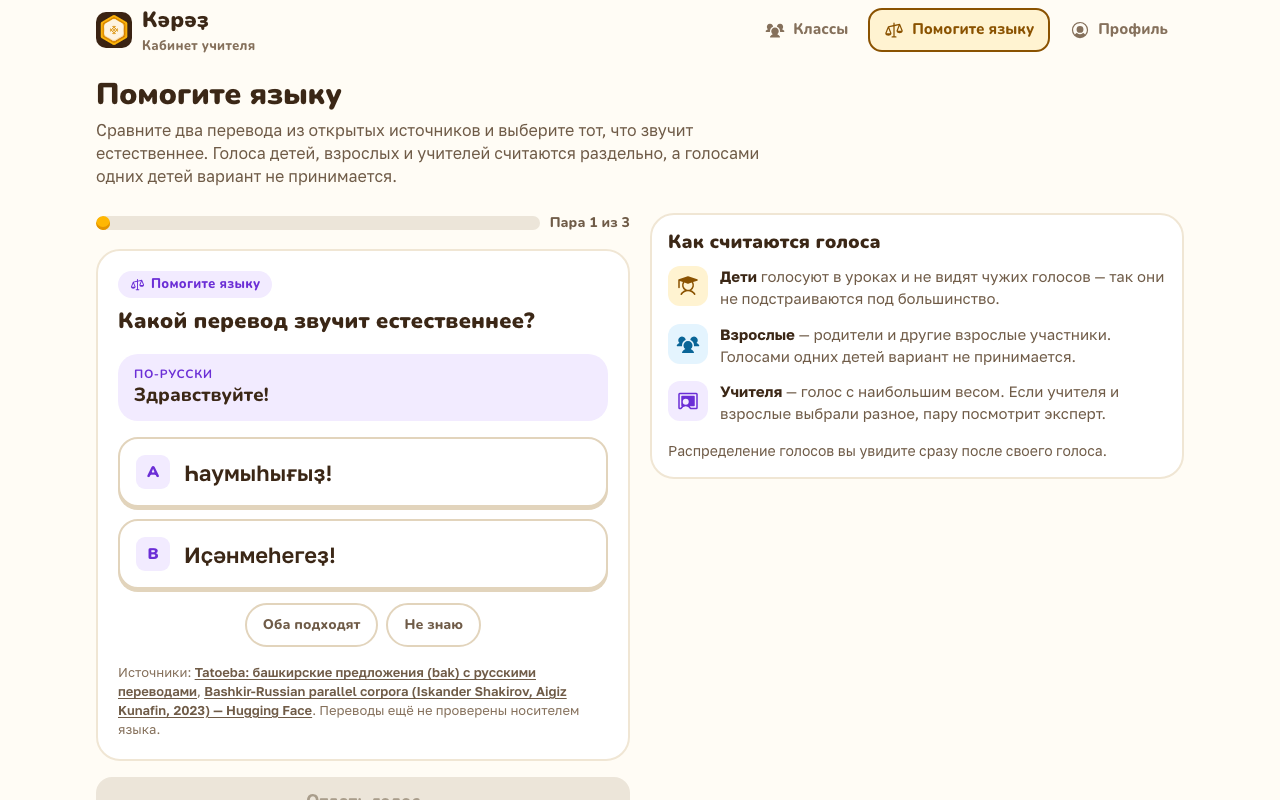 Кәрәҙ
Кабинет учителя
Классы
Помогите языку
Профиль
Помогите языку
Сравните два перевода из открытых источников и выберите тот, что звучит
естественнее. Голоса детей, взрослых и учителей считаются раздельно, а голосами
одних детей вариант не принимается.
Пара 1 из 3
Помогите языку
Какой перевод звучит естественнее?
ПО-РУССКИ
Здравствуйте!
A
Һаумыһығыҙ!
B
Иҫәнмеһегеҙ!
Оба подходят
Не знаю
Источники: Tatoeba: башкирские предложения (bak) с русскими
переводами, Bashkir-Russian parallel corpora (Iskander Shakirov, Aigiz
Kunafin, 2023) — Hugging Face. Переводы ещё не проверены носителем
языка.
Как считаются голоса
Дети голосуют в уроках и не видят чужих голосов — так они
не подстраиваются под большинство.
Взрослые — родители и другие взрослые участники.
Голосами одних детей вариант не принимается.
Учителя — голос с наибольшим весом. Если учителя и
взрослые выбрали разное, пару посмотрит эксперт.
Распределение голосов вы увидите сразу после своего голоса.